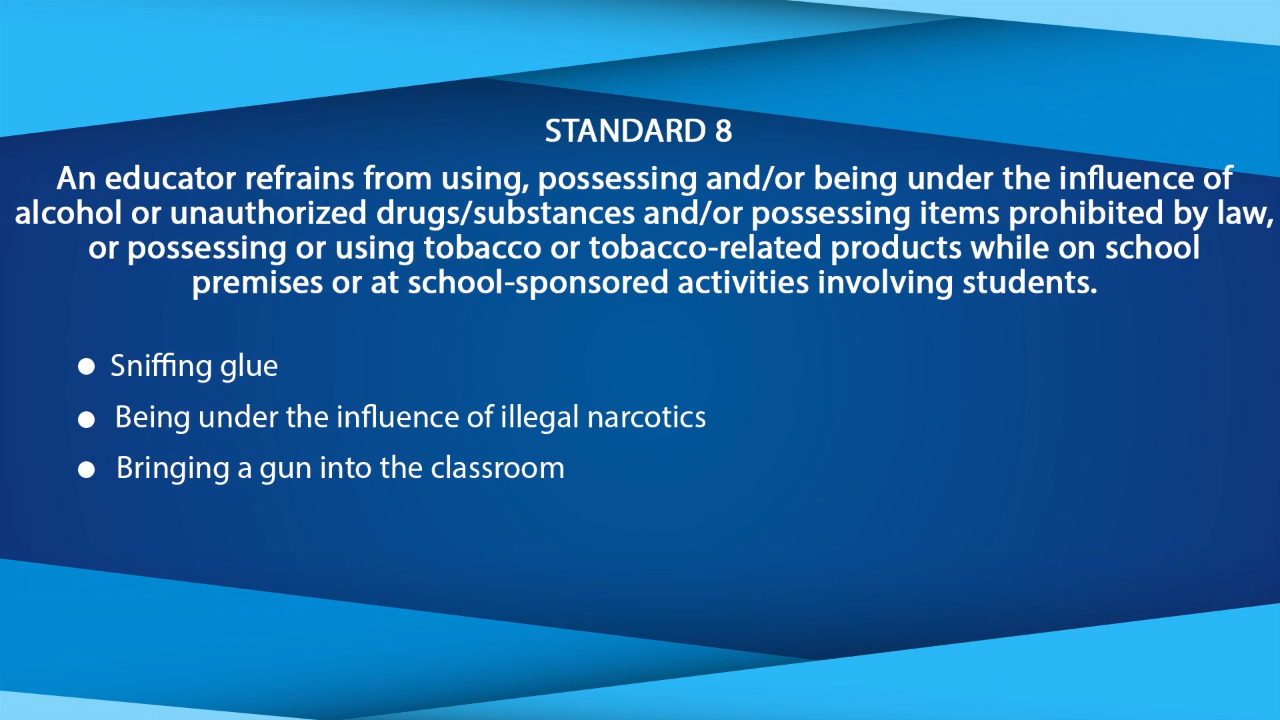 STANDARD 8
An educator refrains from using, possessing and/or being under the influence of
alcohol or unauthorized drugs/substances and/or possessing items prohibited by law,
or possessing or using tobacco or tobacco-related products while on school
premises or at school-sponsored activities involving students.
● Sniffing glue
● Being under the influence of illegal narcotics
● Bringing a gun into the classroom